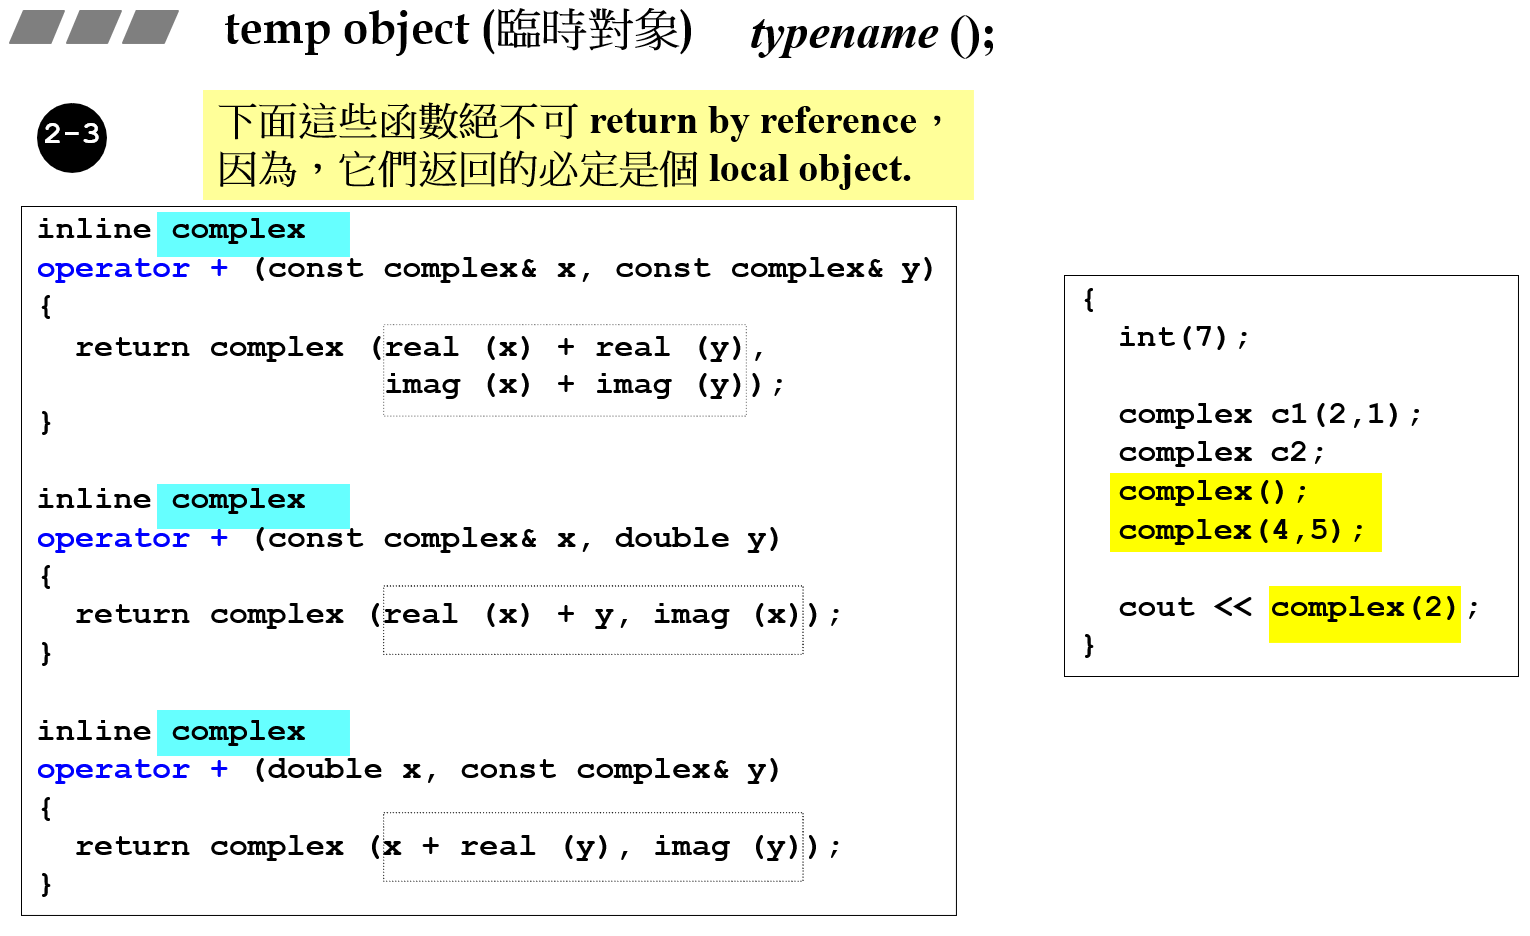 temp object (臨時對象) typename ();
2-3
下面這些函數絕不可 return by reference，
因為，它們返回的必定是個 local object.
inline complex
operator + (const complex& x, const complex& y)
{
  return complex (real (x) + real (y),
                  imag (x) + imag (y));
}
inline complex
operator + (const complex& x, double y)
{
  return complex (real (x) + y, imag (x));
}
inline complex
operator + (double x, const complex& y)
{
  return complex (x + real (y), imag (y));
}
{
  int(7);
  complex c1(2,1);
  complex c2;
  complex();
  complex(4,5);
  cout << complex(2);
}